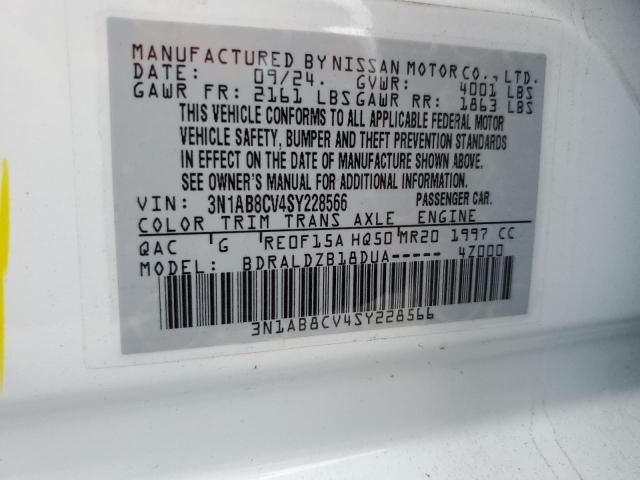 MANUFACTURED BY NISSAN MOTOR CO., LTD.
DATE: 09/24. GVWR: 4001 LBS
GAWR FR: 2161 LBS GAWR RR: 1863 LBS
THIS VEHICLE CONFORMS TO ALL APPLICABLE FEDERAL MOTOR
VEHICLE SAFETY, BUMPER AND THEFT PREVENTION STANDARDS
IN EFFECT ON THE DATE OF MANUFACTURE SHOWN ABOVE.
SEE OWNER'S MANUAL FOR ADDITIONAL INFORMATION.
VIN: 3N1AB8CV4SY228566 PASSENGER CAR.
COLOR TRIM TRANS AXLE ENGINE
QAC G RE0F15A HQ50 MR20 1997 CC
MODEL: BDRALDZB18DUA----- 4Z000
3N1AB8CV4SY228566